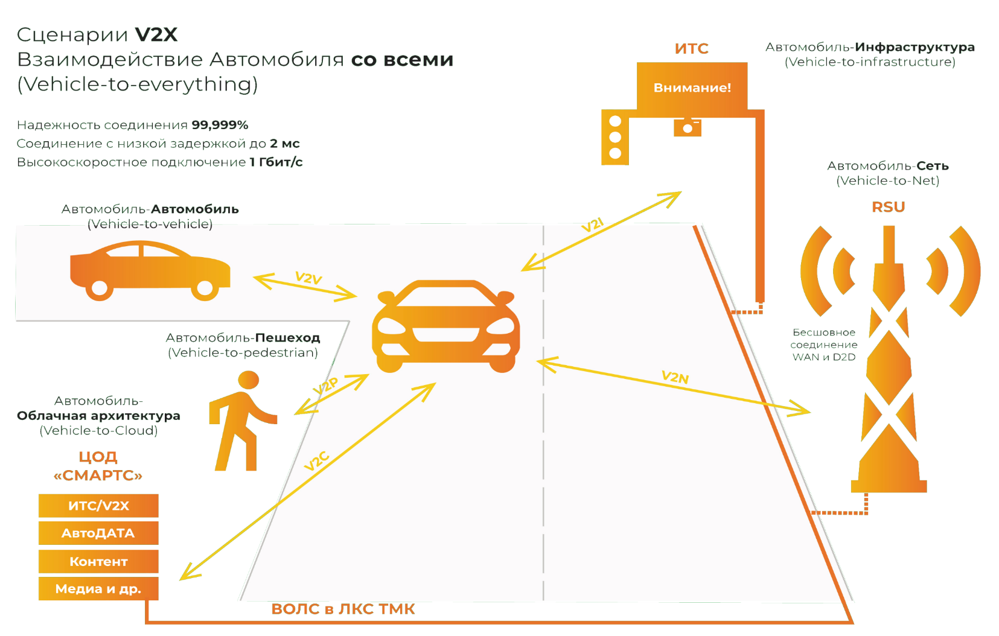 Сценарии V2X
Взаимодействие Автомобиля со всеми
(Vehicle-to-everything)
Надежность соединения 99,999%
Соединение с низкой задержкой до 2 мс
Высокоскоростное подключение 1 Гбит/с
ИТС
Автомобиль-Инфраструктура
(Vehicle-to-infrastructure)
Внимание!
Автомобиль-Сеть
(Vehicle-to-Net)
RSU
Автомобиль-Автомобиль
(Vehicle-to-vehicle)
V2I
V2V
Автомобиль-Пешеход
(Vehicle-to-pedestrian)
Бесшовное
соединение
WAN и D2D
V2P
V2N
Автомобиль-
Облачная архитектура
(Vehicle-to-Cloud)
V2C
ЦОД
«СМАРТС»
ИТС/V2X
АвтоДАТА
Контент
Медиа и др.
ВОЛС в ЛКС ТМК